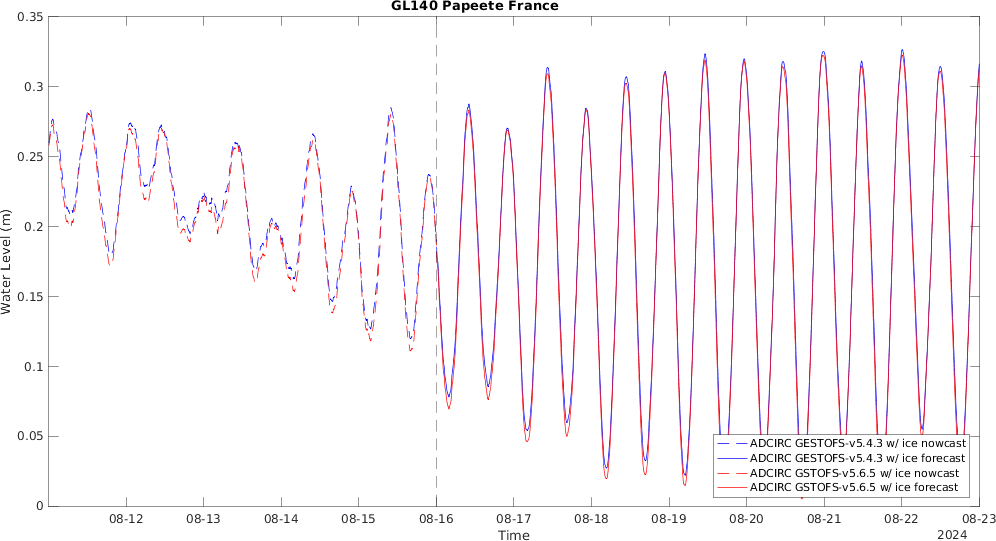 GL140 Papeete France
0.35
0.3
0.25
0.2
0.15
0.1
0.05
0
Water Level (m)
ADCIRC GESTOFS-v5.4.3 w/ ice nowcast
ADCIRC GESTOFS-v5.4.3 w/ ice forecast
ADCIRC GSTOFS-v5.6.5 w/ ice nowcast
ADCIRC GSTOFS-v5.6.5 w/ ice forecast
08-12 08-13 08-14 08-15 08-16 08-17 08-18 08-19 08-20 08-21 08-22 08-23
Time
2024